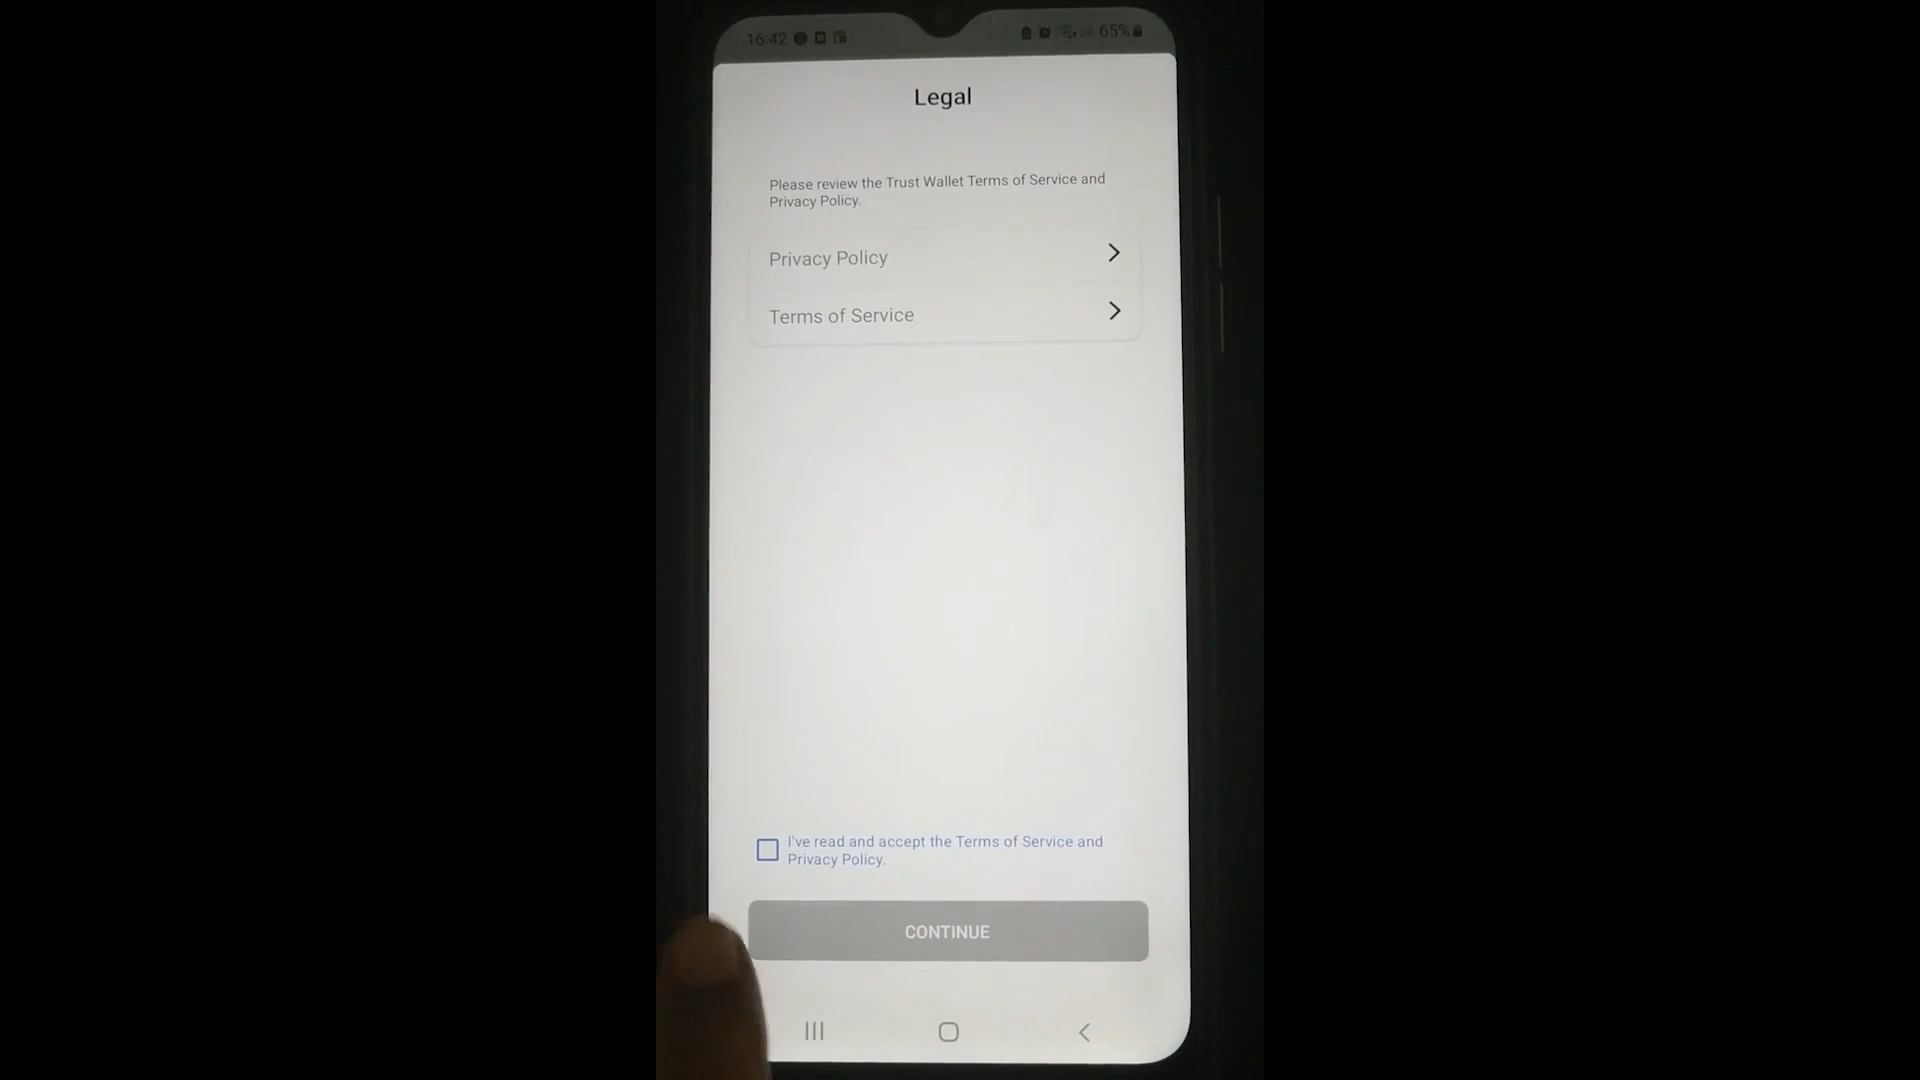 16:42
65%
Legal
Please review the Trust Wallet Terms of Service and
Privacy Policy.
Privacy Policy
Terms of Service
I've read and accept the Terms of Service and
Privacy Policy.
CONTINUE